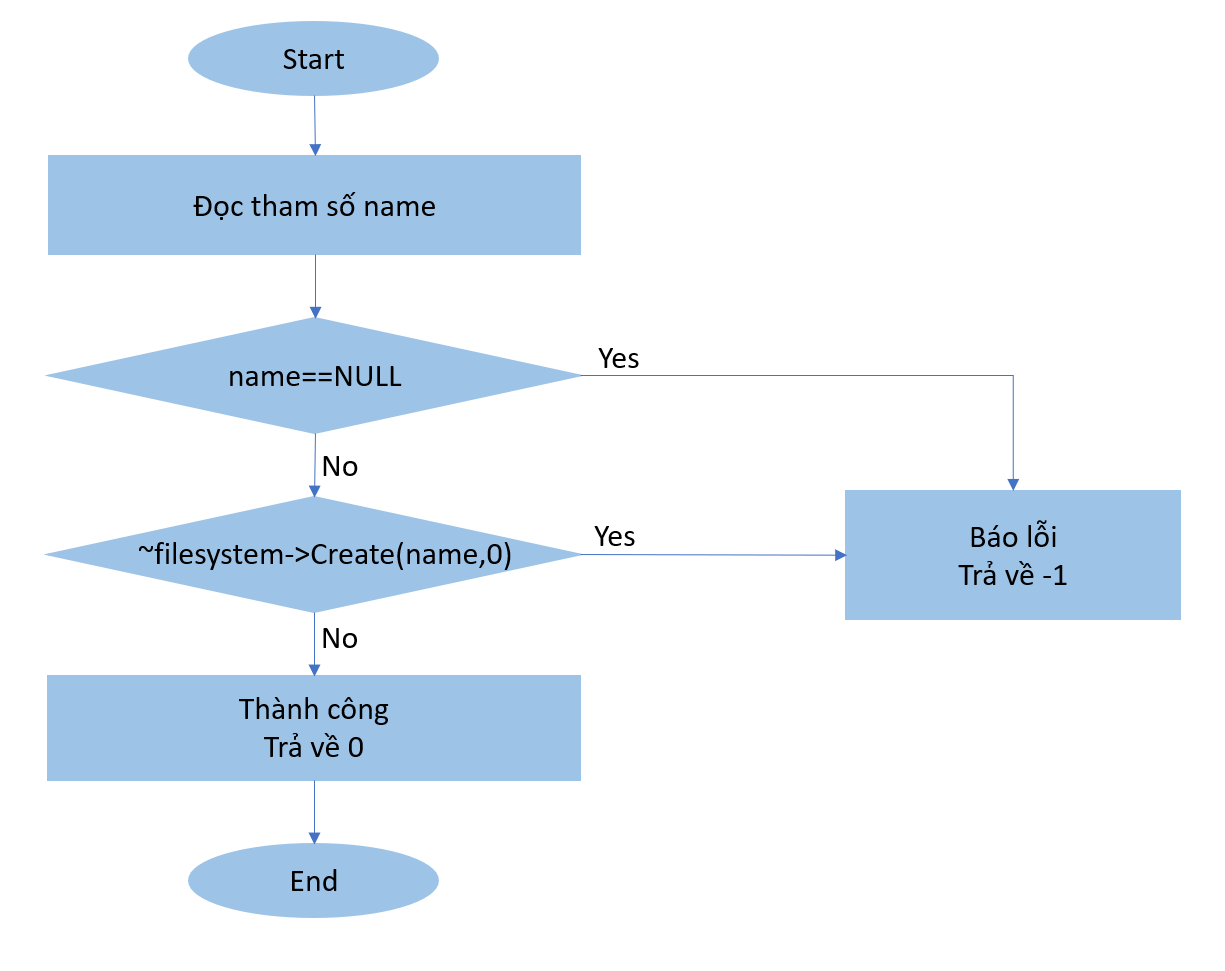 Start
Đọc tham số name
name==NULL
Yes
No
~filesystem->Create(name,0)
Yes
Báo lỗi
Trả về -1
No
Thành công
Trả về 0
End